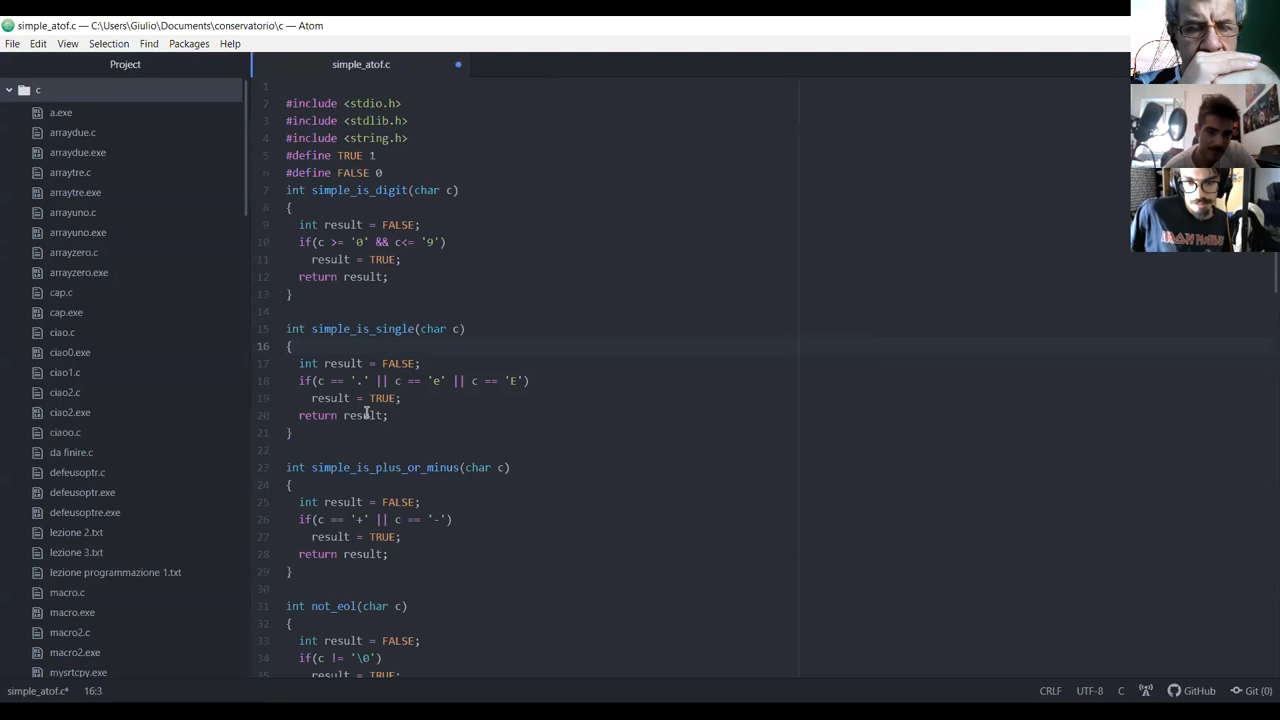 simple_atof.c — C:\Users\Giulio\Documents\conservatorio\c — Atom
File Edit View Selection Find Packages Help
Project
c
a.exe
arraydue.c
arraydue.exe
arraytre.c
arraytre.exe
arrayuno.c
arrayuno.exe
arrayzero.c
arrayzero.exe
cap.c
cap.exe
ciao.c
ciao0.exe
ciao1.c
ciao2.c
ciao2.exe
ciaoo.c
da finire.c
defeusoptr.c
defeusoptr.exe
defeusoptre.exe
lezione 2.txt
lezione 3.txt
lezione programmazione 1.txt
macro.c
macro.exe
macro2.c
macro2.exe
mysrtcpy.exe
simple_atof.c
1
2 #include <stdio.h>
3 #include <stdlib.h>
4 #include <string.h>
5 #define TRUE 1
6 #define FALSE 0
7 int simple_is_digit(char c)
8 {
9 int result = FALSE;
10 if(c >= '0' && c<= '9')
11 result = TRUE;
12 return result;
13 }
14
15 int simple_is_single(char c)
16 {
17 int result = FALSE;
18 if(c == '.' || c == 'e' || c == 'E')
19 result = TRUE;
20 return result;
21 }
22
23 int simple_is_plus_or_minus(char c)
24 {
25 int result = FALSE;
26 if(c == '+' || c == '-')
27 result = TRUE;
28 return result;
29 }
30
31 int not_eol(char c)
32 {
33 int result = FALSE;
34 if(c != '\0')
35 result = TRUE;
simple_atof.c* 16:3 CRLF UTF-8 C GitHub Git (0)
IRON MAIDEN